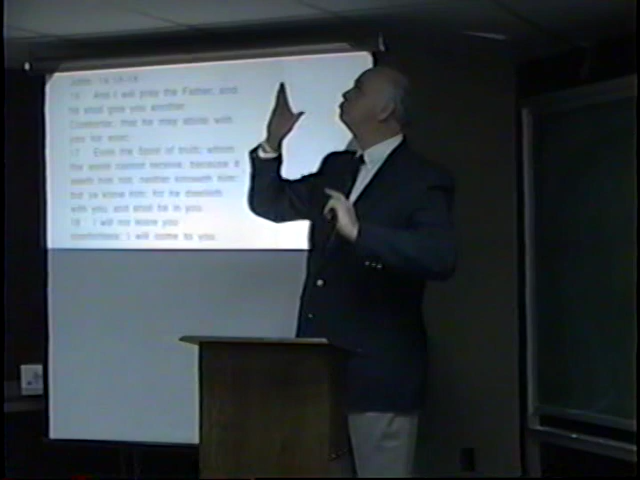 John 14:16-18
16 And I will pray the Father, and
he shall give you another
Comforter, that he may abide with
you for ever;
17 Even the Spirit of truth; whom
the world cannot receive, because it
seeth him not, neither knoweth him:
but ye know him; for he dwelleth
with you, and shall be in you.
18 I will not leave you
comfortless: I will come to you.